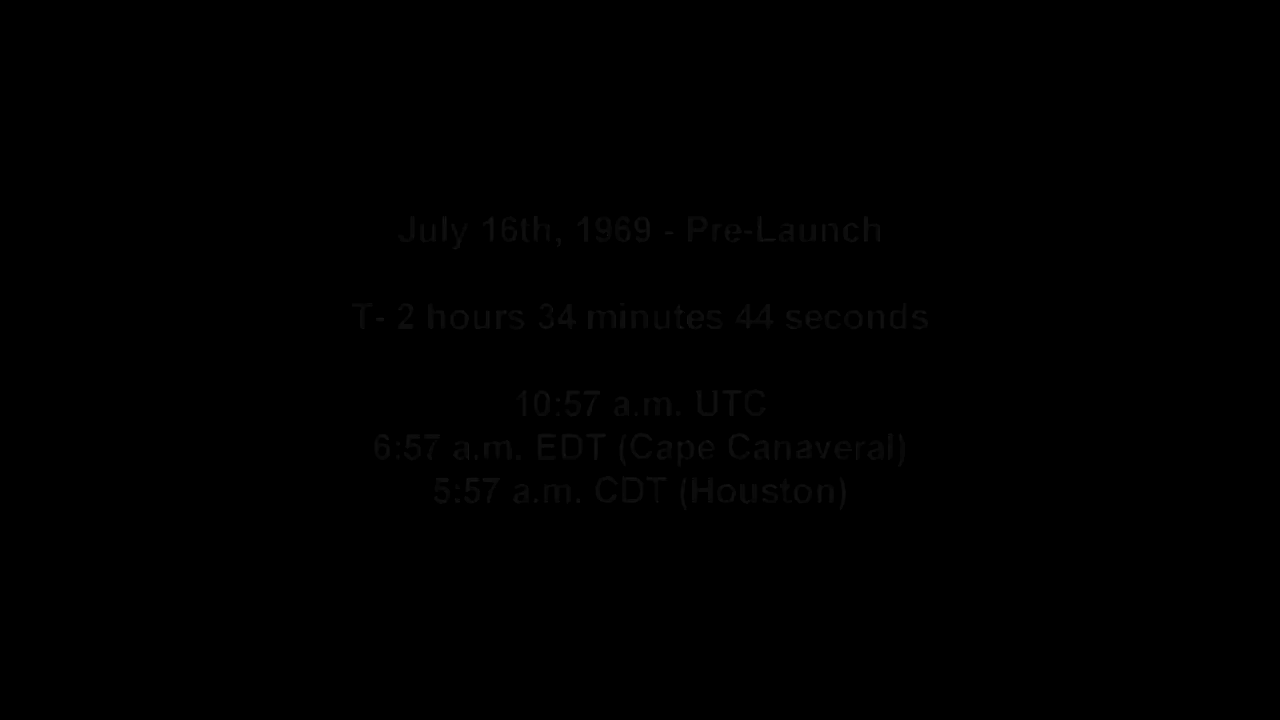 July 16th, 1969 - Pre-Launch
T- 2 hours 34 minutes 44 seconds
10:57 a.m. UTC
6:57 a.m. EDT (Cape Canaveral)
5:57 a.m. CDT (Houston)